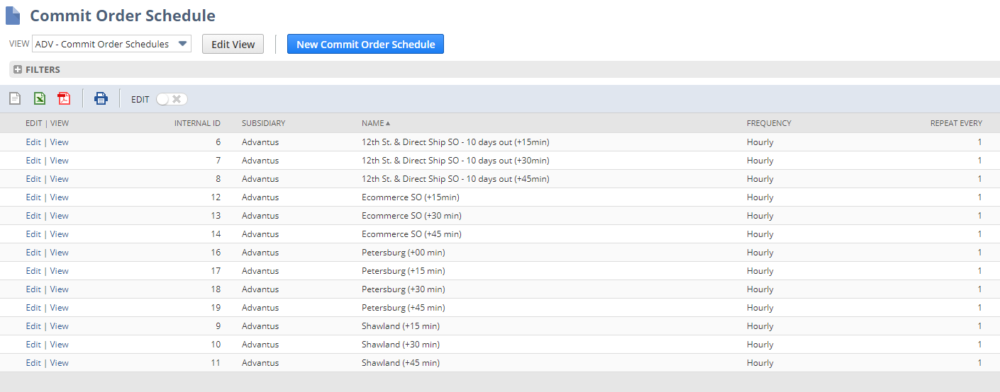 Commit Order Schedule
VIEW ADV - Commit Order Schedules Edit View New Commit Order Schedule
FILTERS
EDIT
EDIT | VIEW INTERNAL ID SUBSIDIARY NAME FREQUENCY REPEAT EVERY
Edit | View 6 Advantus 12th St. & Direct Ship SO - 10 days out (+15min) Hourly 1
Edit | View 7 Advantus 12th St. & Direct Ship SO - 10 days out (+30min) Hourly 1
Edit | View 8 Advantus 12th St. & Direct Ship SO - 10 days out (+45min) Hourly 1
Edit | View 12 Advantus Ecommerce SO (+15min) Hourly 1
Edit | View 13 Advantus Ecommerce SO (+30 min) Hourly 1
Edit | View 14 Advantus Ecommerce SO (+45 min) Hourly 1
Edit | View 16 Advantus Petersburg (+00 min) Hourly 1
Edit | View 17 Advantus Petersburg (+15 min) Hourly 1
Edit | View 18 Advantus Petersburg (+30 min) Hourly 1
Edit | View 19 Advantus Petersburg (+45 min) Hourly 1
Edit | View 9 Advantus Shawland (+15 min) Hourly 1
Edit | View 10 Advantus Shawland (+30 min) Hourly 1
Edit | View 11 Advantus Shawland (+45 min) Hourly 1